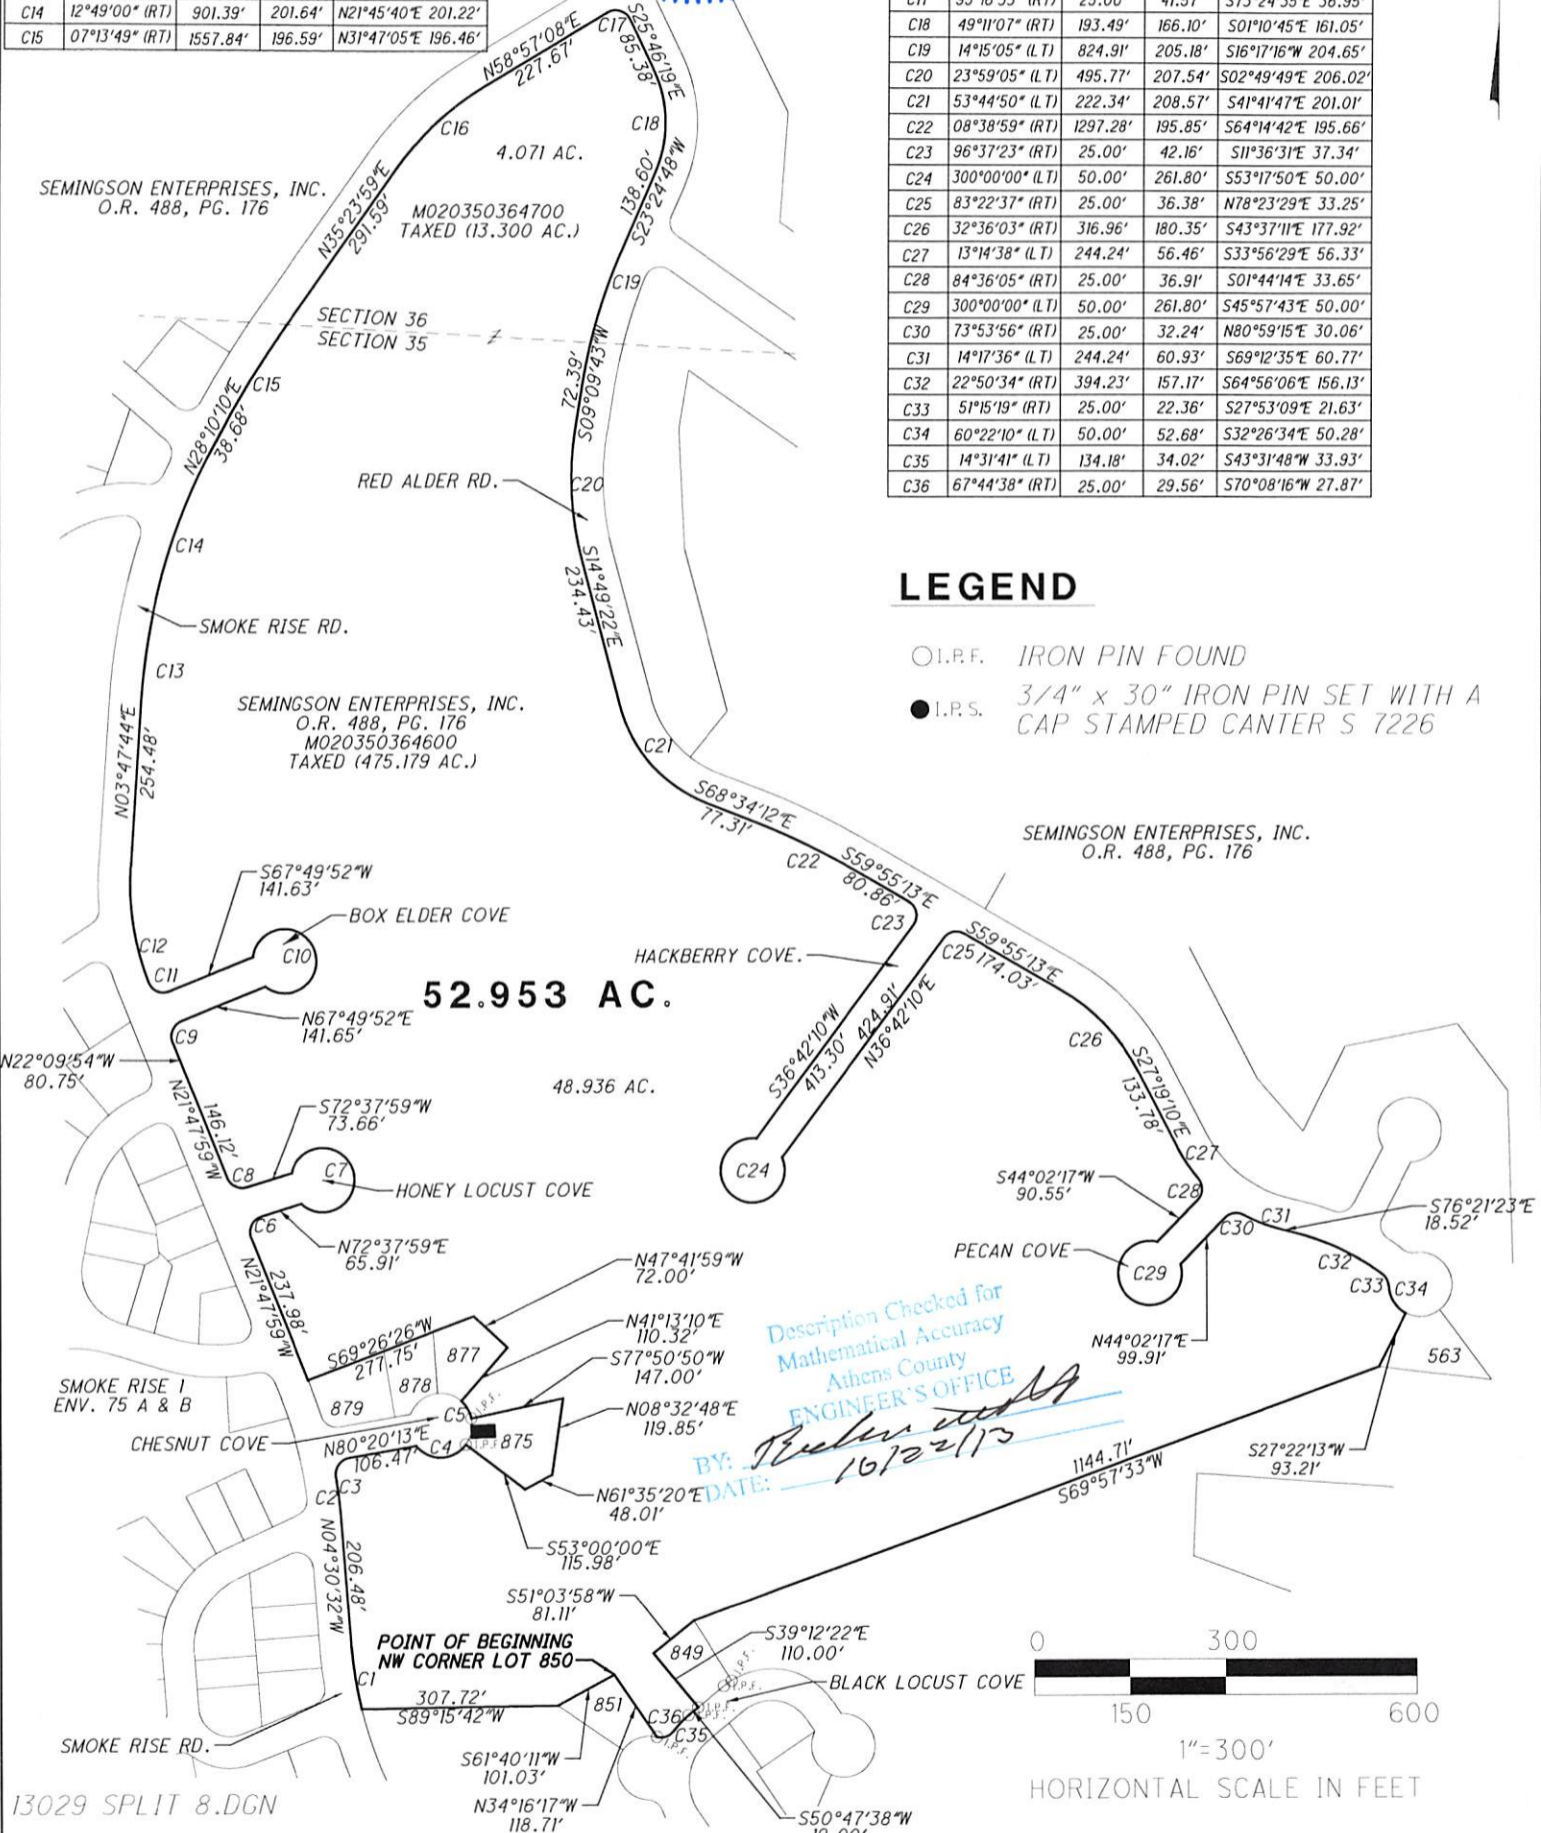 C14 12°49'00" (RT) 901.39' 201.64' N21°45'40"E 201.22'
C15 07°13'49" (RT) 1557.84' 196.59' N31°47'05"E 196.46'
C18 49°11'07" (RT) 193.49' 166.10' S01°10'45"E 161.05'
C19 14°15'05" (LT) 824.91' 205.18' S16°17'16"W 204.65'
C20 23°59'05" (LT) 495.77' 207.54' S02°49'49"E 206.02'
C21 53°44'50" (LT) 222.34' 208.57' S41°41'47"E 201.01'
C22 08°38'59" (RT) 1297.28' 195.85' S64°14'42"E 195.66'
C23 96°37'23" (RT) 25.00' 42.16' S11°36'31"E 37.34'
C24 300°00'00" (LT) 50.00' 261.80' S53°17'50"E 50.00'
C25 83°22'37" (RT) 25.00' 36.38' N78°23'29"E 33.25'
C26 32°36'03" (RT) 316.96' 180.35' S43°37'11"E 177.92'
C27 13°14'38" (LT) 244.24' 56.46' S33°56'29"E 56.33'
C28 84°36'05" (RT) 25.00' 36.91' S01°44'14"E 33.65'
C29 300°00'00" (LT) 50.00' 261.80' S45°57'43"E 50.00'
C30 73°53'56" (RT) 25.00' 32.24' N80°59'15"E 30.06'
C31 14°17'36" (LT) 244.24' 60.93' S69°12'35"E 60.77'
C32 22°50'34" (RT) 394.23' 157.17' S64°56'06"E 156.13'
C33 51°15'19" (RT) 25.00' 22.36' S27°53'09"E 21.63'
C34 60°22'10" (LT) 50.00' 52.68' S32°26'34"E 50.28'
C35 14°31'41" (LT) 134.18' 34.02' S43°31'48"W 33.93'
C36 67°44'38" (RT) 25.00' 29.56' S70°08'16"W 27.87'
N58°57'08"E
227.67'
C17
S25°46'19"E
85.38'
C16
C18
4.071 AC.
SEMINGSON ENTERPRISES, INC.
O.R. 488, PG. 176
M020350364700
TAXED (13.300 AC.)
N35°23'59"E
291.59'
138.60'
S23°24'48"W
C19
SECTION 36
SECTION 35
C15
72.39'
S09°09'43"W
N28°10'10"E
38.68'
RED ALDER RD.
C20
C14
S14°49'22"E
234.43'
SMOKE RISE RD.
C13
LEGEND
I.P.F. IRON PIN FOUND
I.P.S. 3/4" x 30" IRON PIN SET WITH A
CAP STAMPED CANTER S 7226
SEMINGSON ENTERPRISES, INC.
O.R. 488, PG. 176
M020350364600
TAXED (475.179 AC.)
N03°47'44"E
254.48'
C21
S68°34'12"E
77.31'
SEMINGSON ENTERPRISES, INC.
O.R. 488, PG. 176
C22
S59°55'13"E
80.86'
S67°49'52"W
141.63'
BOX ELDER COVE
C23
C12
C10
C11
HACKBERRY COVE.
C25
S59°55'13"E
174.03'
52.953 AC.
N67°49'52"E
141.65'
C9
N22°09'54"W
80.75'
S36°42'10"W
413.30'
424.91'
N36°42'10"E
C26
S27°19'10"E
133.78'
48.936 AC.
146.12'
N21°47'59"W
S72°37'59"W
73.66'
C8
C7
HONEY LOCUST COVE
C24
C27
S44°02'17"W
90.55'
C28
S76°21'23"E
18.52'
C6
N72°37'59"E
65.91'
C30
C31
PECAN COVE
C29
C32
C33
C34
N47°41'59"W
72.00'
237.98'
N21°47'59"W
N41°13'10"E
110.32'
N44°02'17"E
99.91'
S69°26'26"W
277.75'
877
878
879
S77°50'50"W
147.00'
563
SMOKE RISE 1
ENV. 75 A & B
C5
I.P.F.
N08°32'48"E
119.85'
CHESNUT COVE
N80°20'13"E
106.47'
C4
I.P.F.
875
Description Checked for
Mathematical Accuracy
Athens County
ENGINEER'S OFFICE
BY:
DATE: 10/22/13
1144.71'
S69°57'33"W
S27°22'13"W
93.21'
C3
C2
N61°35'20"E
48.01'
N04°30'32"W
206.48'
S53°00'00"E
115.98'
S51°03'58"W
81.11'
POINT OF BEGINNING
NW CORNER LOT 850
849
S39°12'22"E
110.00'
I.P.F.
I.P.F.
BLACK LOCUST COVE
C1
307.72'
S89°15'42"W
851
C36
I.P.F.
I.P.F.
C35
I.P.F.
SMOKE RISE RD.
S61°40'11"W
101.03'
N34°16'17"W
118.71'
S50°47'38"W
0 300
150 600
1"=300'
HORIZONTAL SCALE IN FEET
13029 SPLIT 8.DGN